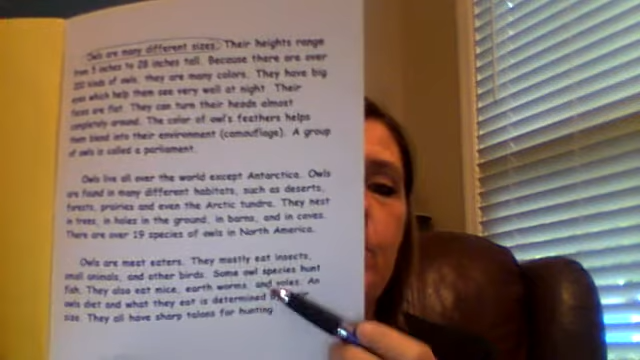 Owls are many different sizes. Their heights range
from 5 inches to 28 inches tall. Because there are over
200 kinds of owls, they are many colors. They have big
eyes which help them see very well at night. Their
faces are flat. They can turn their heads almost
completely around. The color of owl's feathers helps
them blend into their environment (camouflage). A group
of owls is called a parliament.
Owls live all over the world except Antarctica. Owls
are found in many different habitats, such as deserts,
forests, prairies and even the Arctic tundra. They nest
in trees, in holes in the ground, in barns, and in caves.
There are over 19 species of owls in North America.
Owls are meat eaters. They mostly eat insects,
small animals, and other birds. Some owl species hunt
fish. They also eat mice, earth worms, and voles. An
owls diet and what they eat is determined
size. They all have sharp talons for hunting